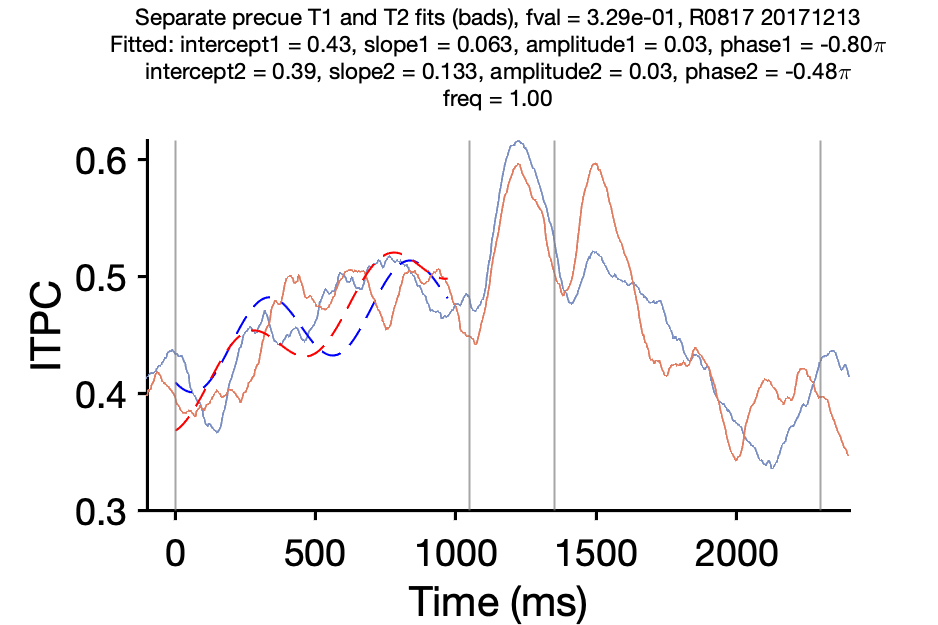 Separate precue T1 and T2 fits (bads), fval = 3.29e-01, R0817 20171213
Fitted: intercept1 = 0.43, slope1 = 0.063, amplitude1 = 0.03, phase1 = -0.80π
intercept2 = 0.39, slope2 = 0.133, amplitude2 = 0.03, phase2 = -0.48π
freq = 1.00
0.6
0.5
0.4
0.3
ITPC
0 500 1000 1500 2000
Time (ms)